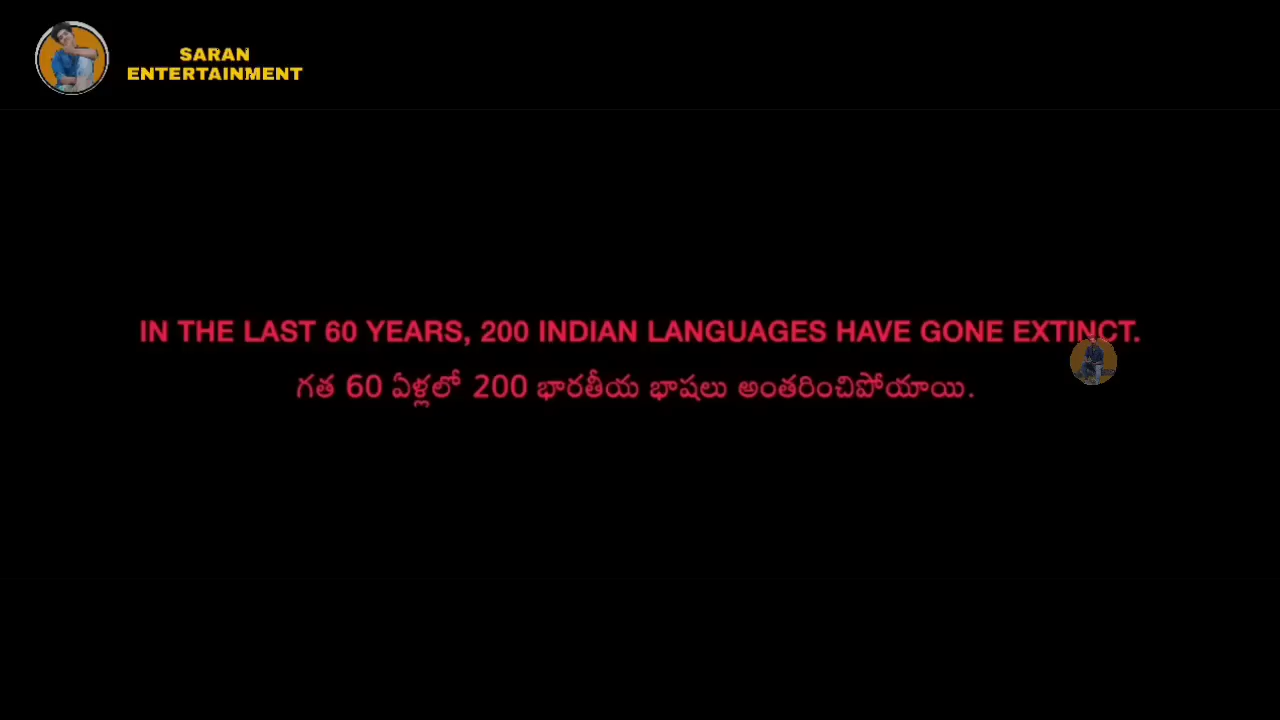 SARAN
ENTERTAINMENT
IN THE LAST 60 YEARS, 200 INDIAN LANGUAGES HAVE GONE EXTINCT.
గత 60 ఏళ్లలో 200 భారతీయ భాషలు అంతరించిపోయాయి.